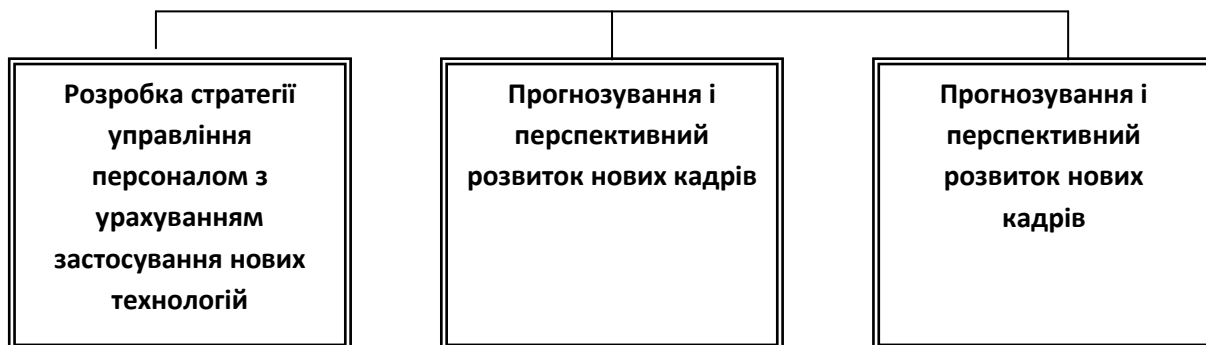 Розробка стратегії
управління
персоналом з
урахуванням
застосування нових
технологій
Прогнозування і
перспективний
розвиток нових кадрів
Прогнозування і
перспективний
розвиток нових
кадрів